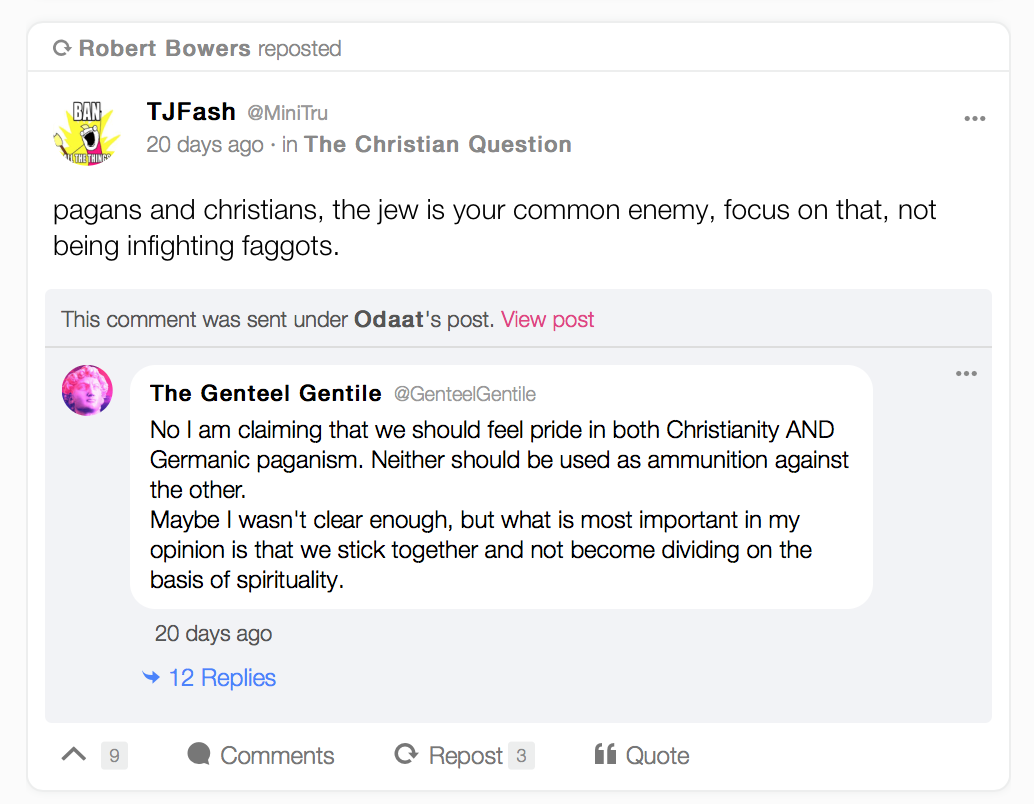 Robert Bowers reposted
BAN
ALL THE THINGS
TJFash @MiniTru
20 days ago · in The Christian Question
pagans and christians, the jew is your common enemy, focus on that, not
being infighting faggots.
This comment was sent under Odaat's post. View post
The Genteel Gentile @GenteelGentile
No I am claiming that we should feel pride in both Christianity AND
Germanic paganism. Neither should be used as ammunition against
the other.
Maybe I wasn't clear enough, but what is most important in my
opinion is that we stick together and not become dividing on the
basis of spirituality.
20 days ago
12 Replies
9 Comments Repost 3 Quote